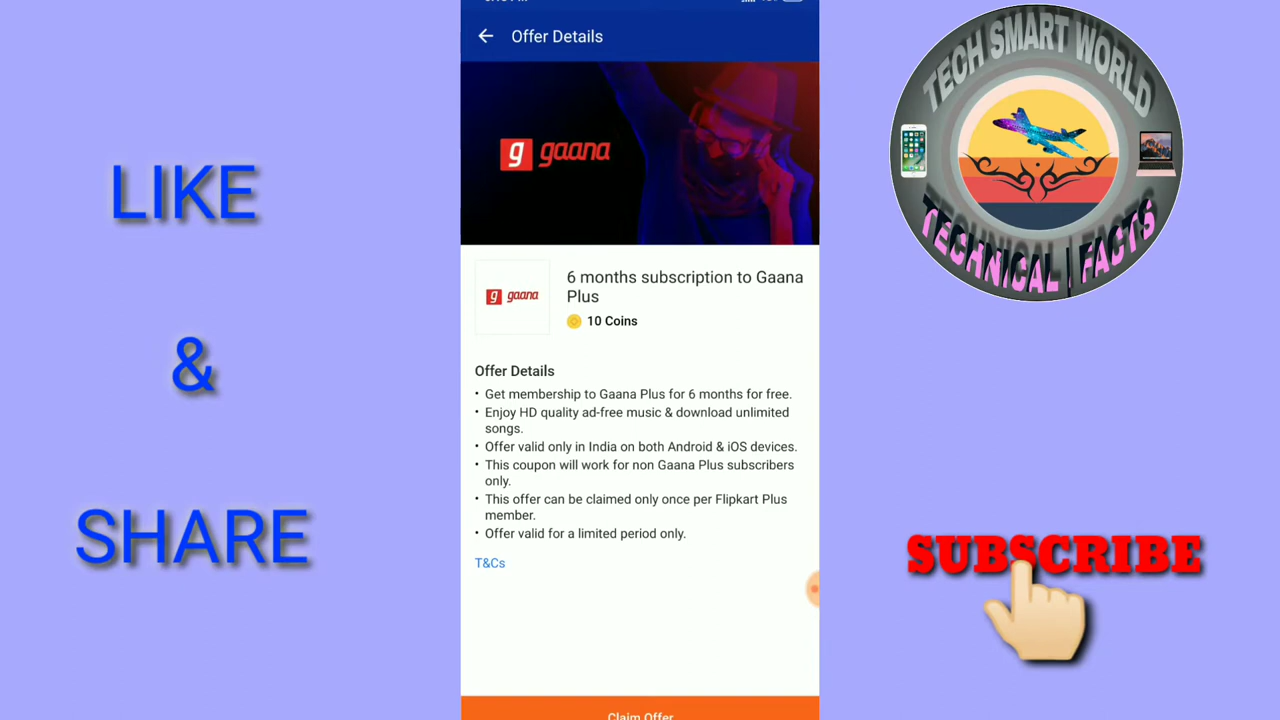 LIKE
&
SHARE
Offer Details
g gaana
g gaana
6 months subscription to Gaana
Plus
10 Coins
Offer Details
• Get membership to Gaana Plus for 6 months for free.
• Enjoy HD quality ad-free music & download unlimited
songs.
• Offer valid only in India on both Android & iOS devices.
• This coupon will work for non Gaana Plus subscribers
only.
• This offer can be claimed only once per Flipkart Plus
member.
• Offer valid for a limited period only.
T&Cs
Claim Offer
TECH SMART WORLD
TECHNICAL | FACTS
SUBSCRIBE